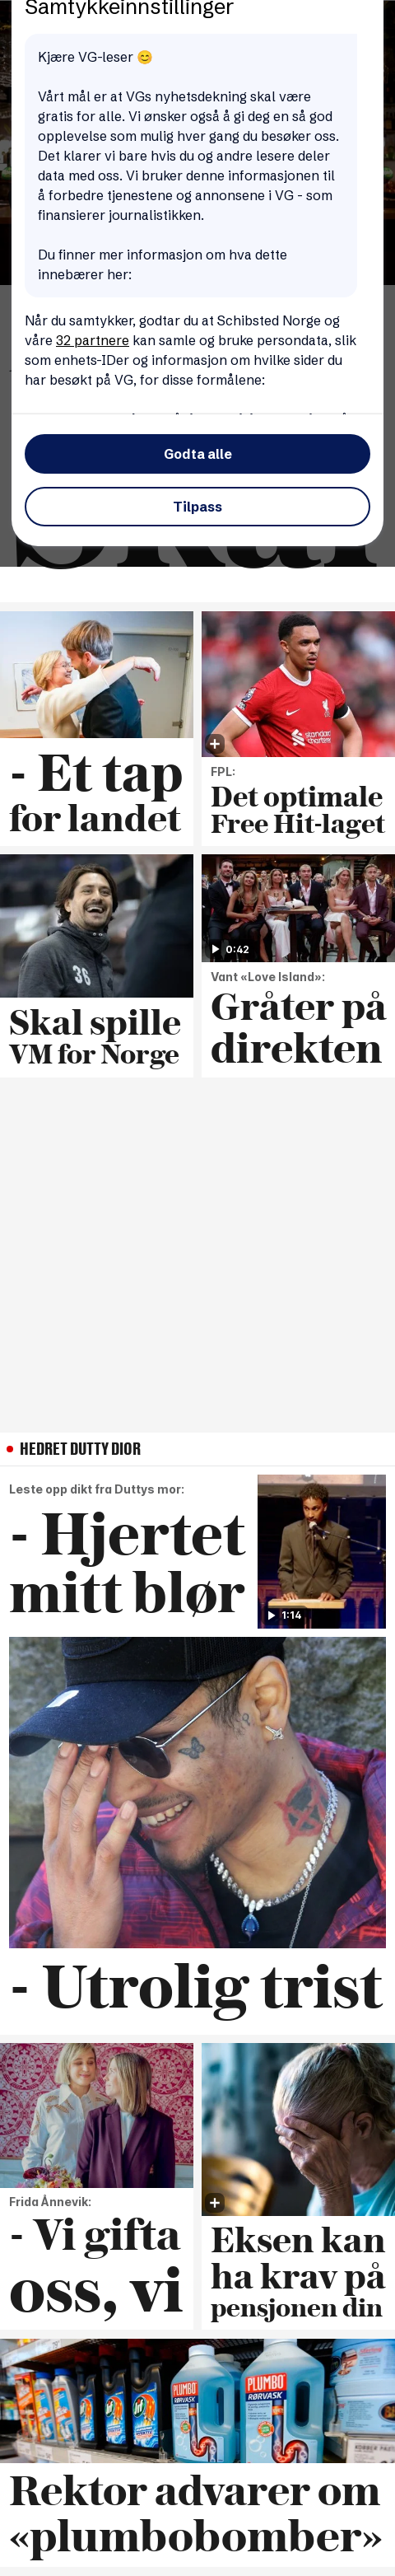 Samtykkeinnstillinger
Kjære VG-leser 😊
Vårt mål er at VGs nyhetsdekning skal være
gratis for alle. Vi ønsker også å gi deg en så god
opplevelse som mulig hver gang du besøker oss.
Det klarer vi bare hvis du og andre lesere deler
data med oss. Vi bruker denne informasjonen til
å forbedre tjenestene og annonsene i VG - som
finansierer journalistikken.
Du finner mer informasjon om hva dette
innebærer her:
Når du samtykker, godtar du at Schibsted Norge og
våre 32 partnere kan samle og bruke persondata, slik
som enhets-IDer og informasjon om hvilke sider du
har besøkt på VG, for disse formålene:
Godta alle
Tilpass
- Et tap
for landet
standard
chartered
FPL:
Det optimale
Free Hit-laget
36
Skal spille
VM for Norge
0:42
Vant «Love Island»:
Gråter på
direkten
HEDRET DUTTY DIOR
Leste opp dikt fra Duttys mor:
- Hjertet
mitt blør
1:14
- Utrolig trist
Frida Ånnevik:
- Vi gifta
oss, vi
Eksen kan
ha krav på
pensjonen din
Jif
PLUMBO
RØRVASK
PLUMBO
RØRVASK
Rektor advarer om
«plumbobomber»